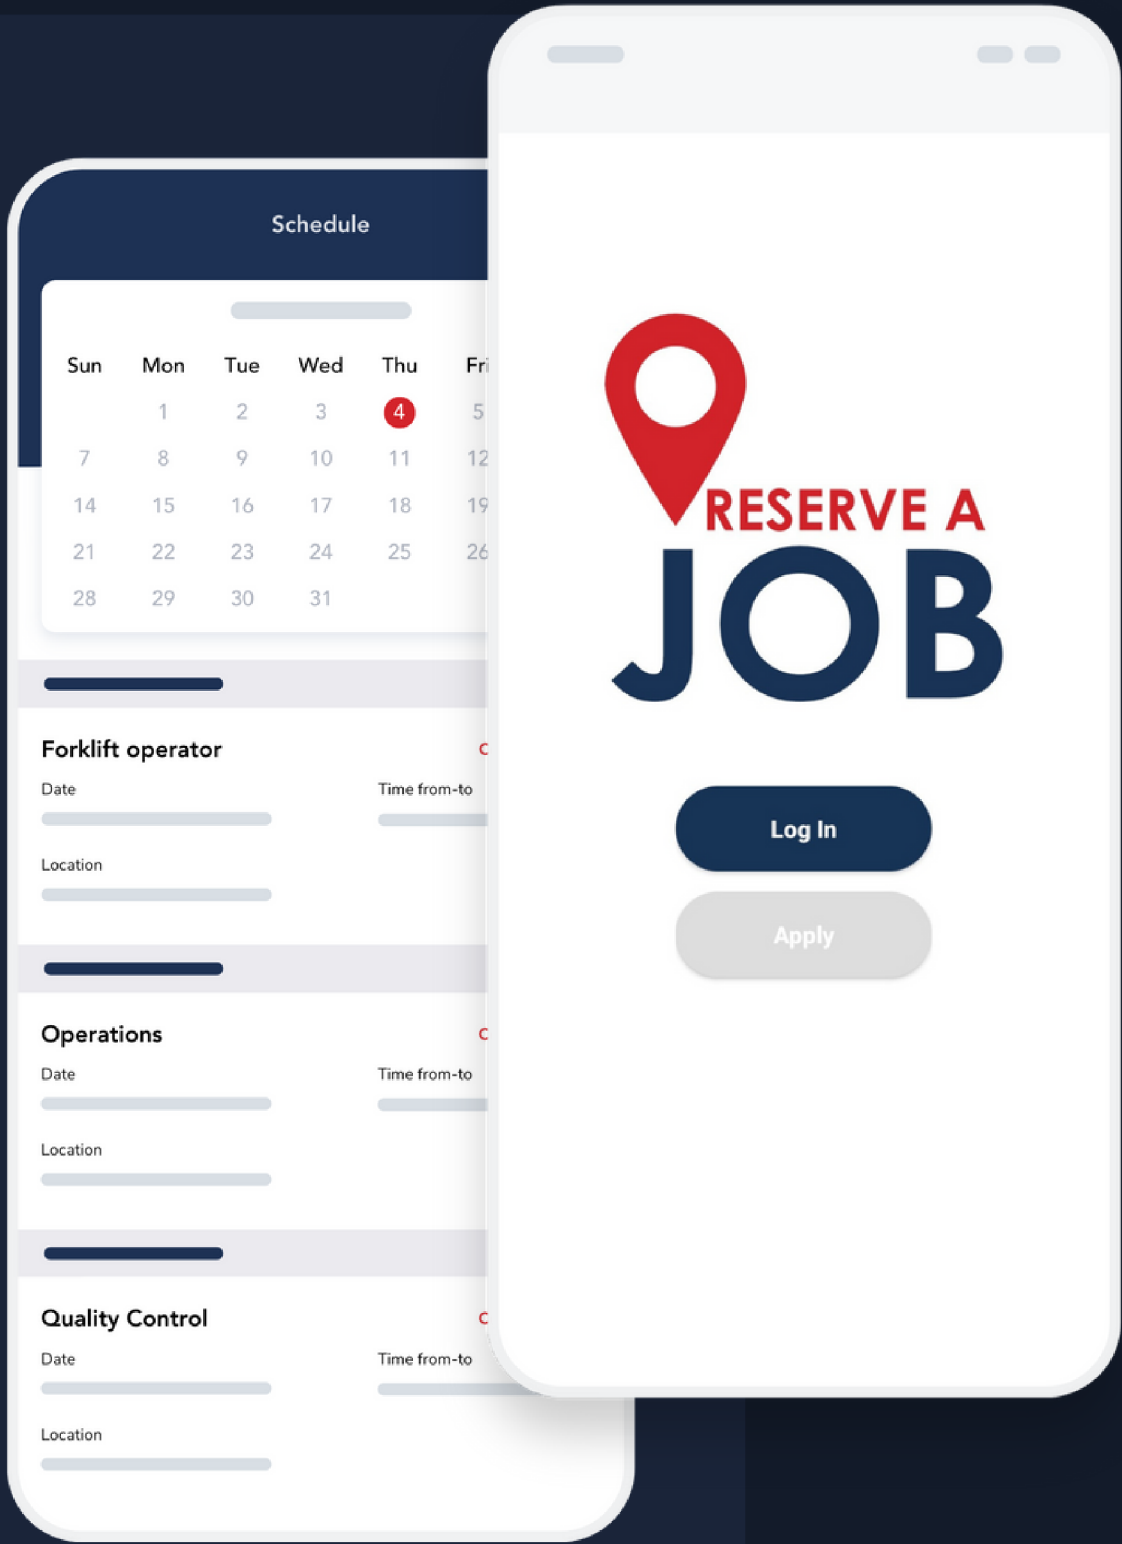 Schedule
Sun Mon Tue Wed Thu Fri
1 2 3 4 5
7 8 9 10 11 12
14 15 16 17 18 19
21 22 23 24 25 26
28 29 30 31
Forklift operator
Date Time from-to
Location
Operations
Date Time from-to
Location
Quality Control
Date Time from-to
Location
RESERVE A
JOB
Log In
Apply